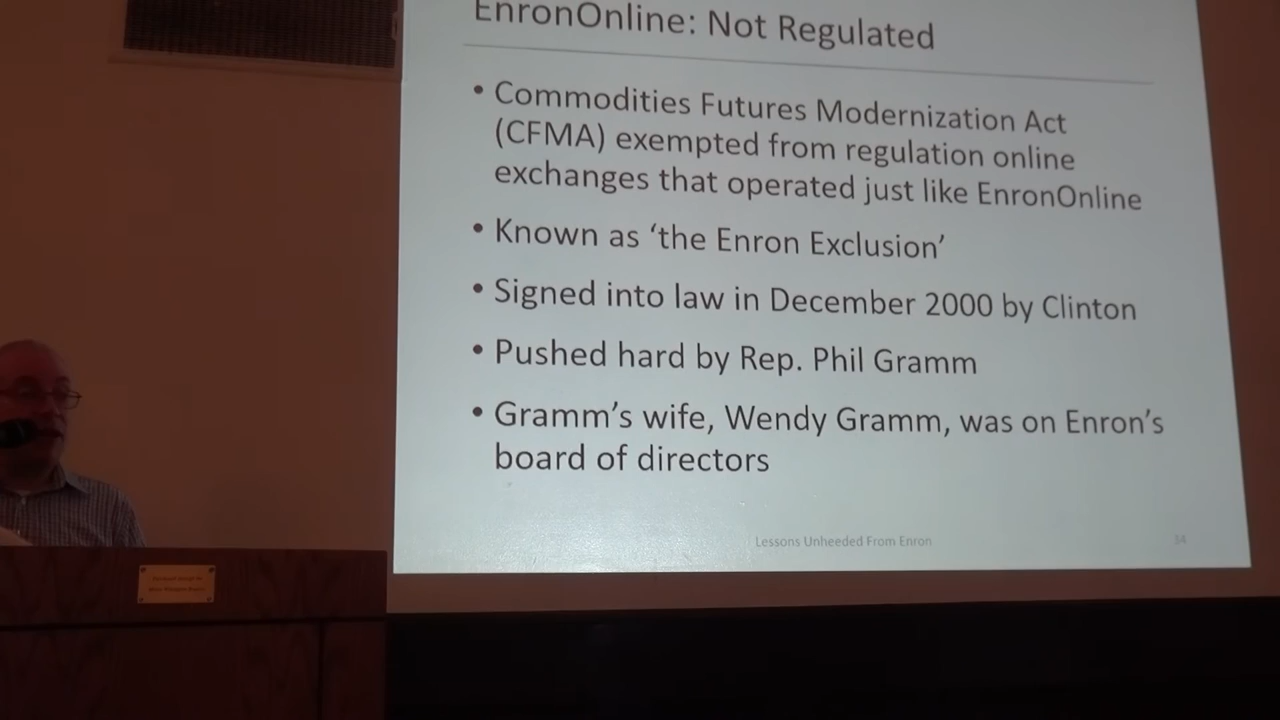 EnronOnline: Not Regulated
• Commodities Futures Modernization Act
(CFMA) exempted from regulation online
exchanges that operated just like EnronOnline
• Known as ‘the Enron Exclusion’
• Signed into law in December 2000 by Clinton
• Pushed hard by Rep. Phil Gramm
• Gramm’s wife, Wendy Gramm, was on Enron’s
board of directors
Lessons Unheeded From Enron